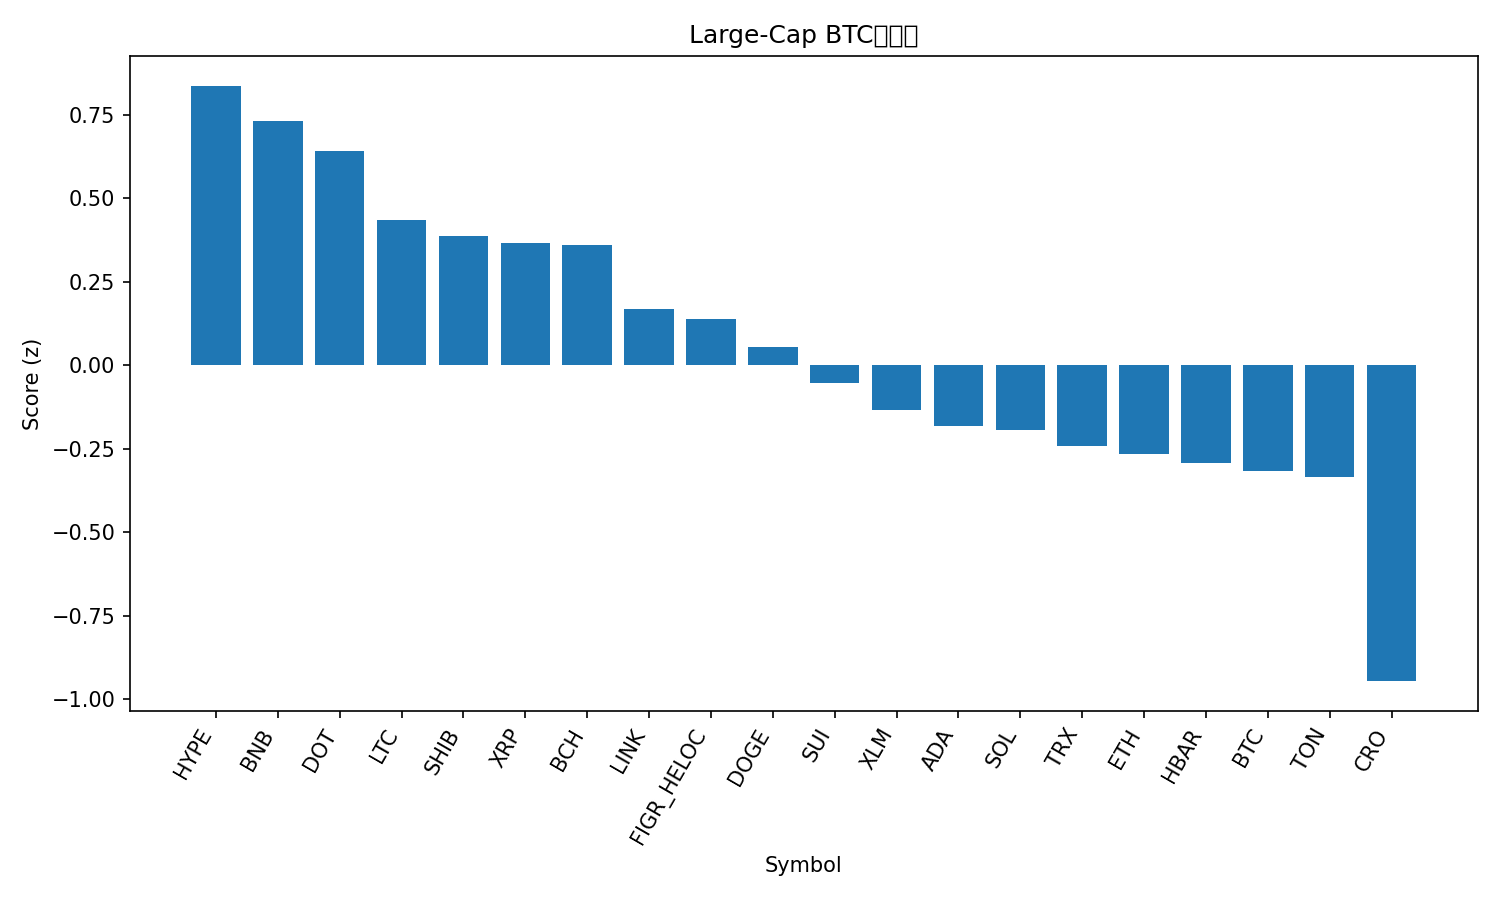 Large-Cap BTC
0.75
0.50
0.25
0.00
−0.25
−0.50
−0.75
−1.00
Score (z)
HYPE
BNB
DOT
LTC
SHIB
XRP
BCH
LINK
FIGR_HELOC
DOGE
SUI
XLM
ADA
SOL
TRX
ETH
HBAR
BTC
TON
CRO
Symbol